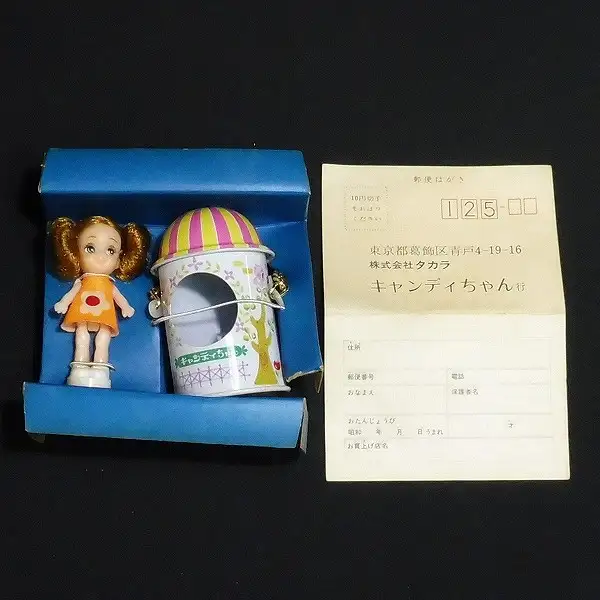 キャンディちゃん
郵便はがき
10円切手
をおはり
ください
125-
東京都葛飾区青戸4-19-16
株式会社タカラ
キャンディちゃん行
住所
郵便番号 電話
おなまえ 保護者名
おたんじょうび
昭和 年 月 日うまれ 才
お買上げ店名